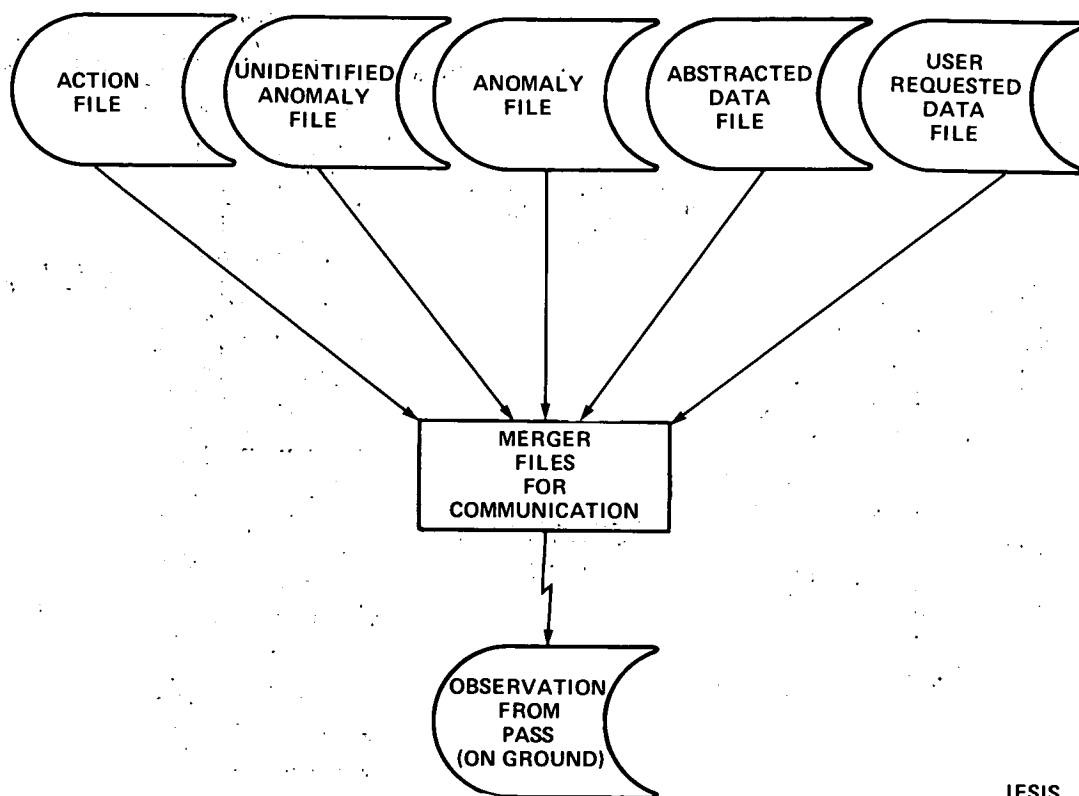 ACTION
FILE
UNIDENTIFIED
ANOMALY
FILE
ANOMALY
FILE
ABSTRACTED
DATA
FILE
USER
REQUESTED
DATA
FILE
MERGER
FILES
FOR
COMMUNICATION
OBSERVATION
FROM
PASS
(ON GROUND)
IESIS